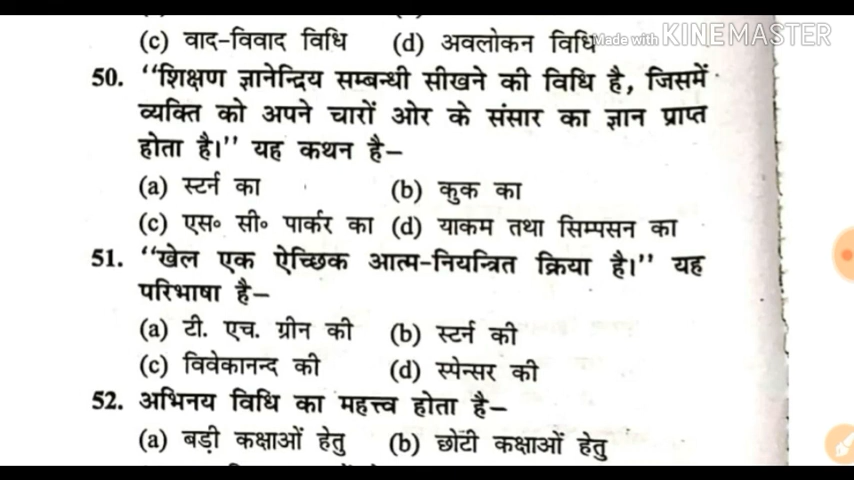 (c) वाद-विवाद विधि (d) अवलोकन विधि
Made with KINEMASTER
50. "शिक्षण ज्ञानेन्द्रिय सम्बन्धी सीखने की विधि है, जिसमें
व्यक्ति को अपने चारों ओर के संसार का ज्ञान प्राप्त
होता है।" यह कथन है–
(a) स्टर्न का (b) कुक का
(c) एस॰ सी॰ पार्कर का (d) याकम तथा सिम्पसन का
51. "खेल एक ऐच्छिक आत्म-नियन्त्रित क्रिया है।" यह
परिभाषा है–
(a) टी. एच. ग्रीन की (b) स्टर्न की
(c) विवेकानन्द की (d) स्पेन्सर की
52. अभिनय विधि का महत्त्व होता है–
(a) बड़ी कक्षाओं हेतु (b) छोटी कक्षाओं हेतु